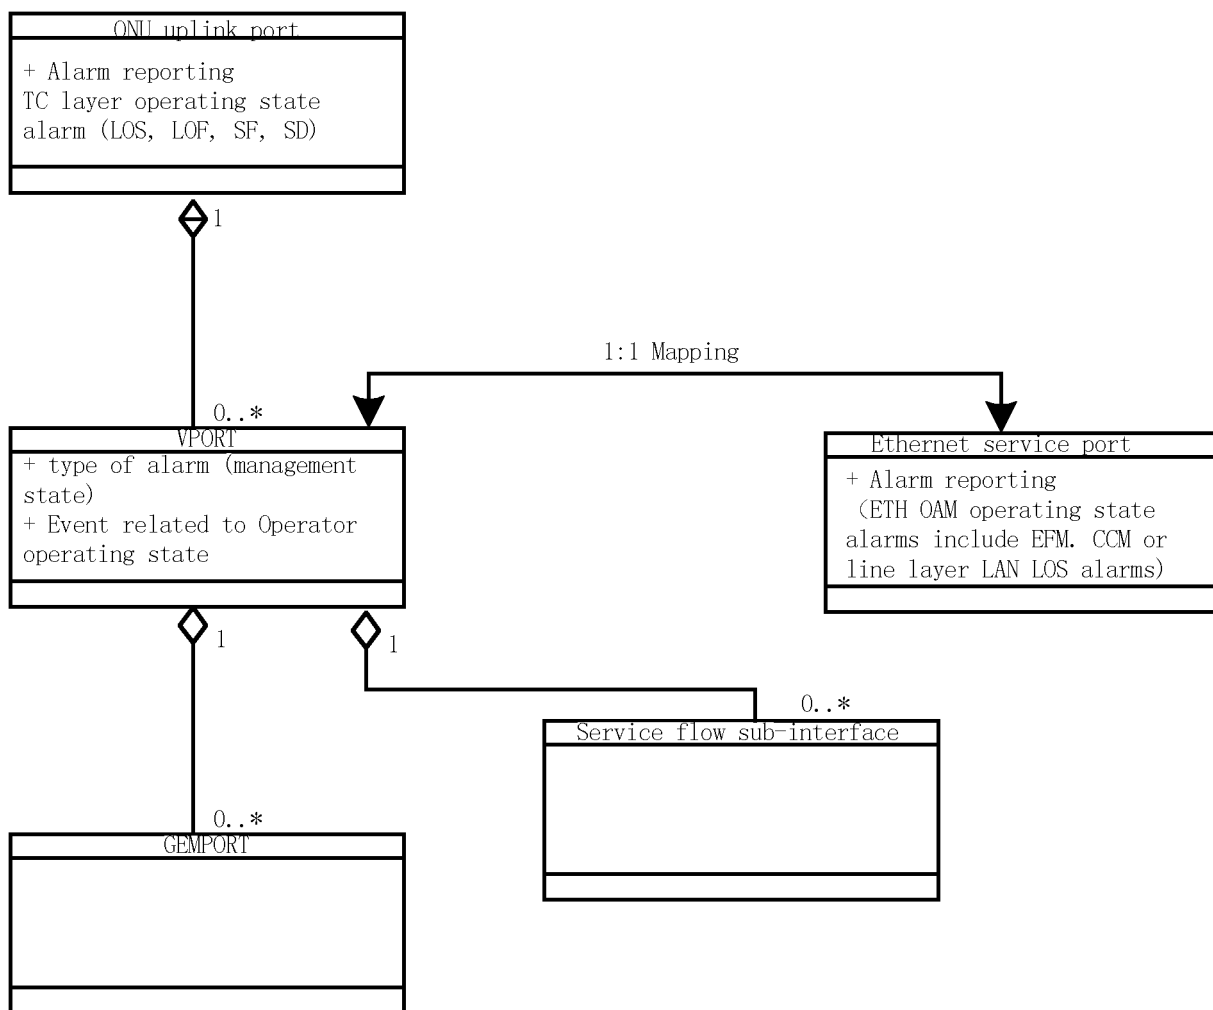 ONU uplink port
+ Alarm reporting
TC layer operating state
alarm (LOS, LOF, SF, SD)
1
1:1 Mapping
0..*
VPORT
+ type of alarm (management
state)
+ Event related to Operator
operating state
Ethernet service port
+ Alarm reporting
(ETH OAM operating state
alarms include EFM. CCM or
line layer LAN LOS alarms)
1
1
0..*
Service flow sub-interface
0..*
GEMPORT